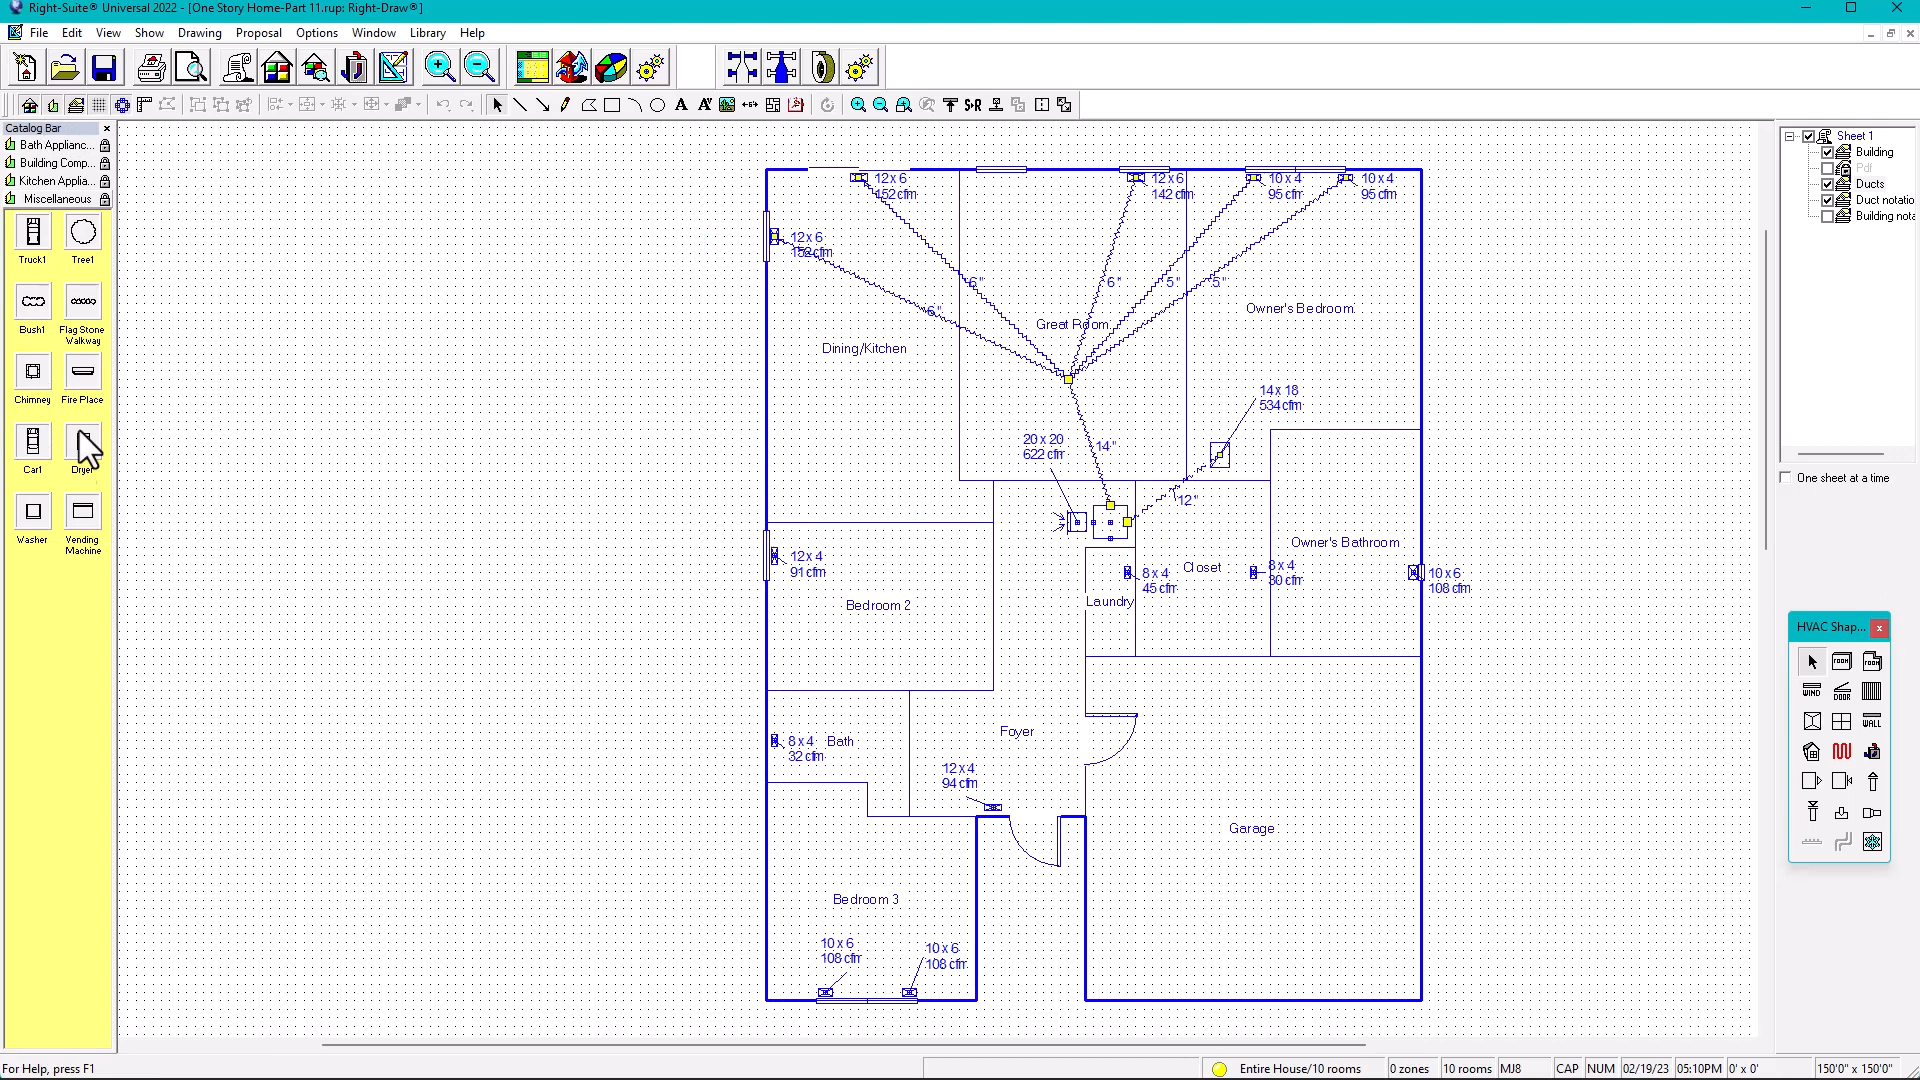 Right-Suite® Universal 2022 - [One Story Home-Part 11.rup: Right-Draw®]
File Edit View Show Drawing Proposal Options Window Library Help
Catalog Bar
Bath Applianc...
Building Comp...
Kitchen Applia...
Miscellaneous
Truck1 Tree1
Bush1 Flag Stone Walkway
Chimney Fire Place
Car1 Dryer
Washer Vending Machine
12 x 6
152 cfm
12 x 6
142 cfm
10 x 4
95 cfm
10 x 4
95 cfm
12 x 6
152 cfm
6"
6"
6"
5"
5"
Great Room
Owner's Bedroom
Dining/Kitchen
14 x 18
534 cfm
20 x 20
622 cfm
14"
12"
Owner's Bathroom
12 x 4
91 cfm
8 x 4
45 cfm
Closet
8 x 4
30 cfm
10 x 6
108 cfm
Bedroom 2
Laundry
Foyer
8 x 4
32 cfm
Bath
12 x 4
94 cfm
Garage
Bedroom 3
10 x 6
108 cfm
10 x 6
108 cfm
Sheet 1
Building
Pdf
Ducts
Duct notatio
Building nota
One sheet at a time
HVAC Shap...
ROOM
ROOM
WIND
DOOR
WALL
For Help, press F1
Entire House/10 rooms 0 zones 10 rooms MJ8 CAP NUM 02/19/23 05:10PM 0' x 0' 150'0" x 150'0"